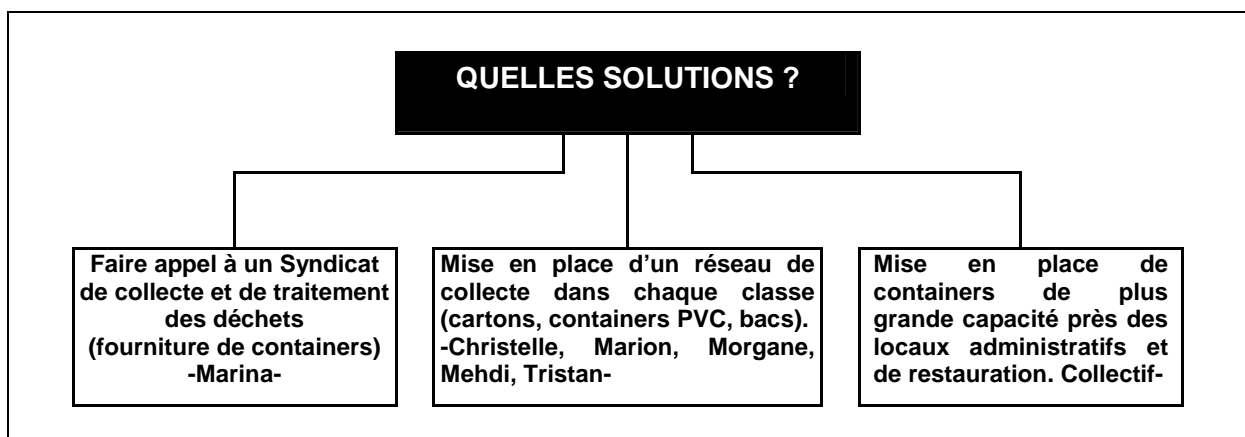 QUELLES SOLUTIONS ?
Faire appel à un Syndicat
de collecte et de traitement
des déchets
(fourniture de containers)
-Marina-
Mise en place d'un réseau de
collecte dans chaque classe
(cartons, containers PVC, bacs).
-Christelle, Marion, Morgane,
Mehdi, Tristan-
Mise en place de
containers de plus
grande capacité près des
locaux administratifs et
de restauration. Collectif-